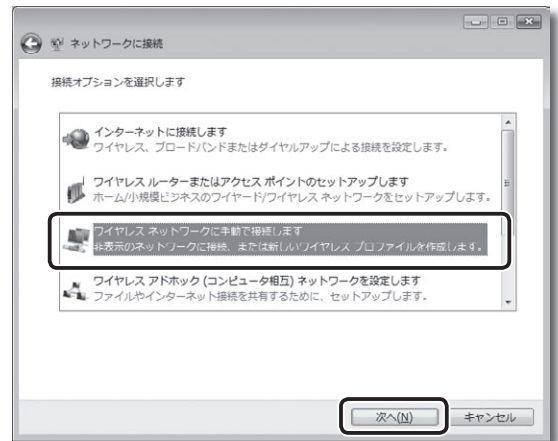 ネットワークに接続
接続オプションを選択します
インターネットに接続します
ワイヤレス、ブロードバンドまたはダイヤルアップによる接続を設定します。
ワイヤレス ルーターまたはアクセス ポイントのセットアップします
ホーム/小規模ビジネスのワイヤード/ワイヤレス ネットワークをセットアップします。
ワイヤレス ネットワークに手動で接続します
非表示のネットワークに接続、または新しいワイヤレス プロファイルを作成します。
ワイヤレス アドホック (コンピュータ相互) ネットワークを設定します
ファイルやインターネット接続を共有するために、セットアップします。
次へ(N)
キャンセル